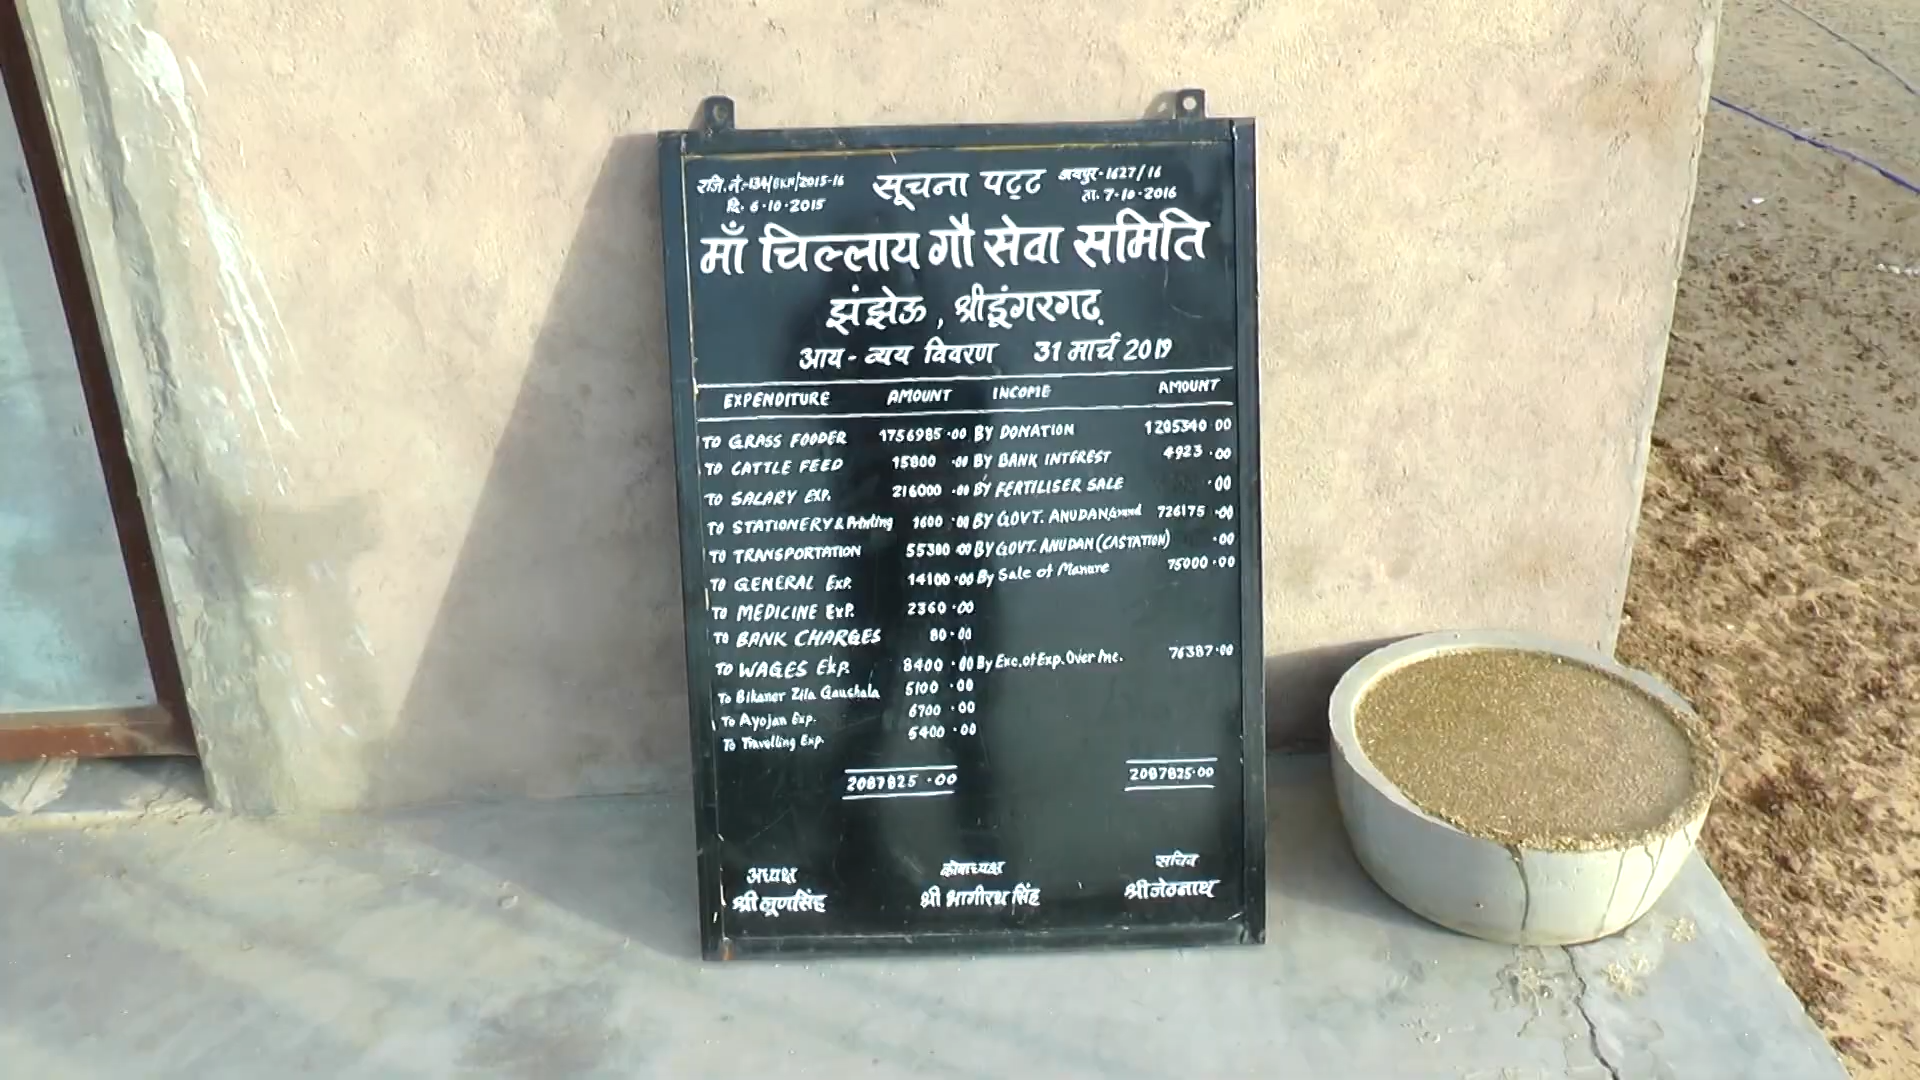 रजि. नं.-134/BKN/2015-16 सूचना पट्ट जयपुर-1627/16
दि. 6-10-2015 ता. 7-10-2016
माँ चिल्लाय गौ सेवा समिति
झंझेऊ, श्रीडूंगरगढ़
आय-व्यय विवरण 31 मार्च 2019
EXPENDITURE AMOUNT INCOME AMOUNT
TO GRASS FOODER 1756985.00 BY DONATION 1205340 00
TO CATTLE FEED 15800 .00 BY BANK INTEREST 4923.00
TO SALARY EXP. 216000.00 BY FERTILISER SALE .00
TO STATIONERY & Printing 1600.00 BY GOVT. ANUDAN 726175.00
TO TRANSPORTATION 55300 00 BY GOVT. ANUDAN (CASTATION) .00
TO GENERAL EXP. 14100.00 By Sale of Manure 75000.00
TO MEDICINE EXP. 2360.00
TO BANK CHARGES 80.00
TO WAGES EXP. 8400.00 By Exc. of Exp. Over Inc. 76387.00
To Bikaner Zila Gaushala 5100.00
To Ayojan Exp. 6700.00
To Travelling Exp. 5400.00
2087825.00 2087825.00
अध्यक्ष कोषाध्यक्ष सचिव
श्री लूणसिंह श्री भागीरथ सिंह श्री जेठनाथ